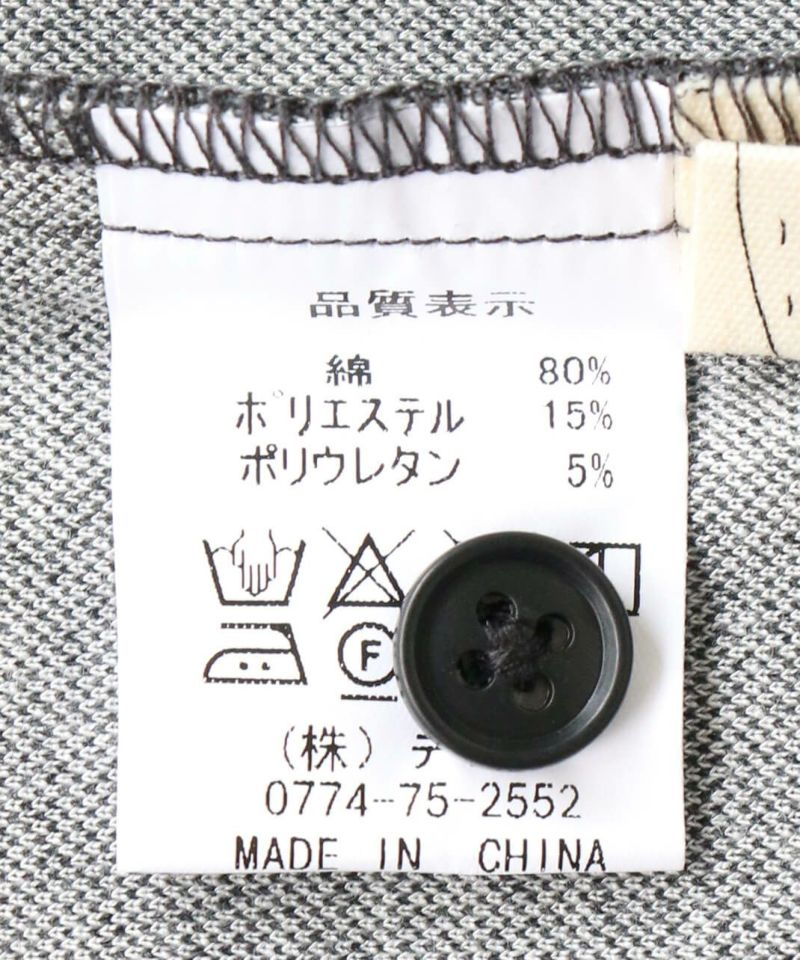 品質表示
綿 80%
ポリエステル 15%
ポリウレタン 5%
F
(株)テ
0774-75-2552
MADE IN CHINA